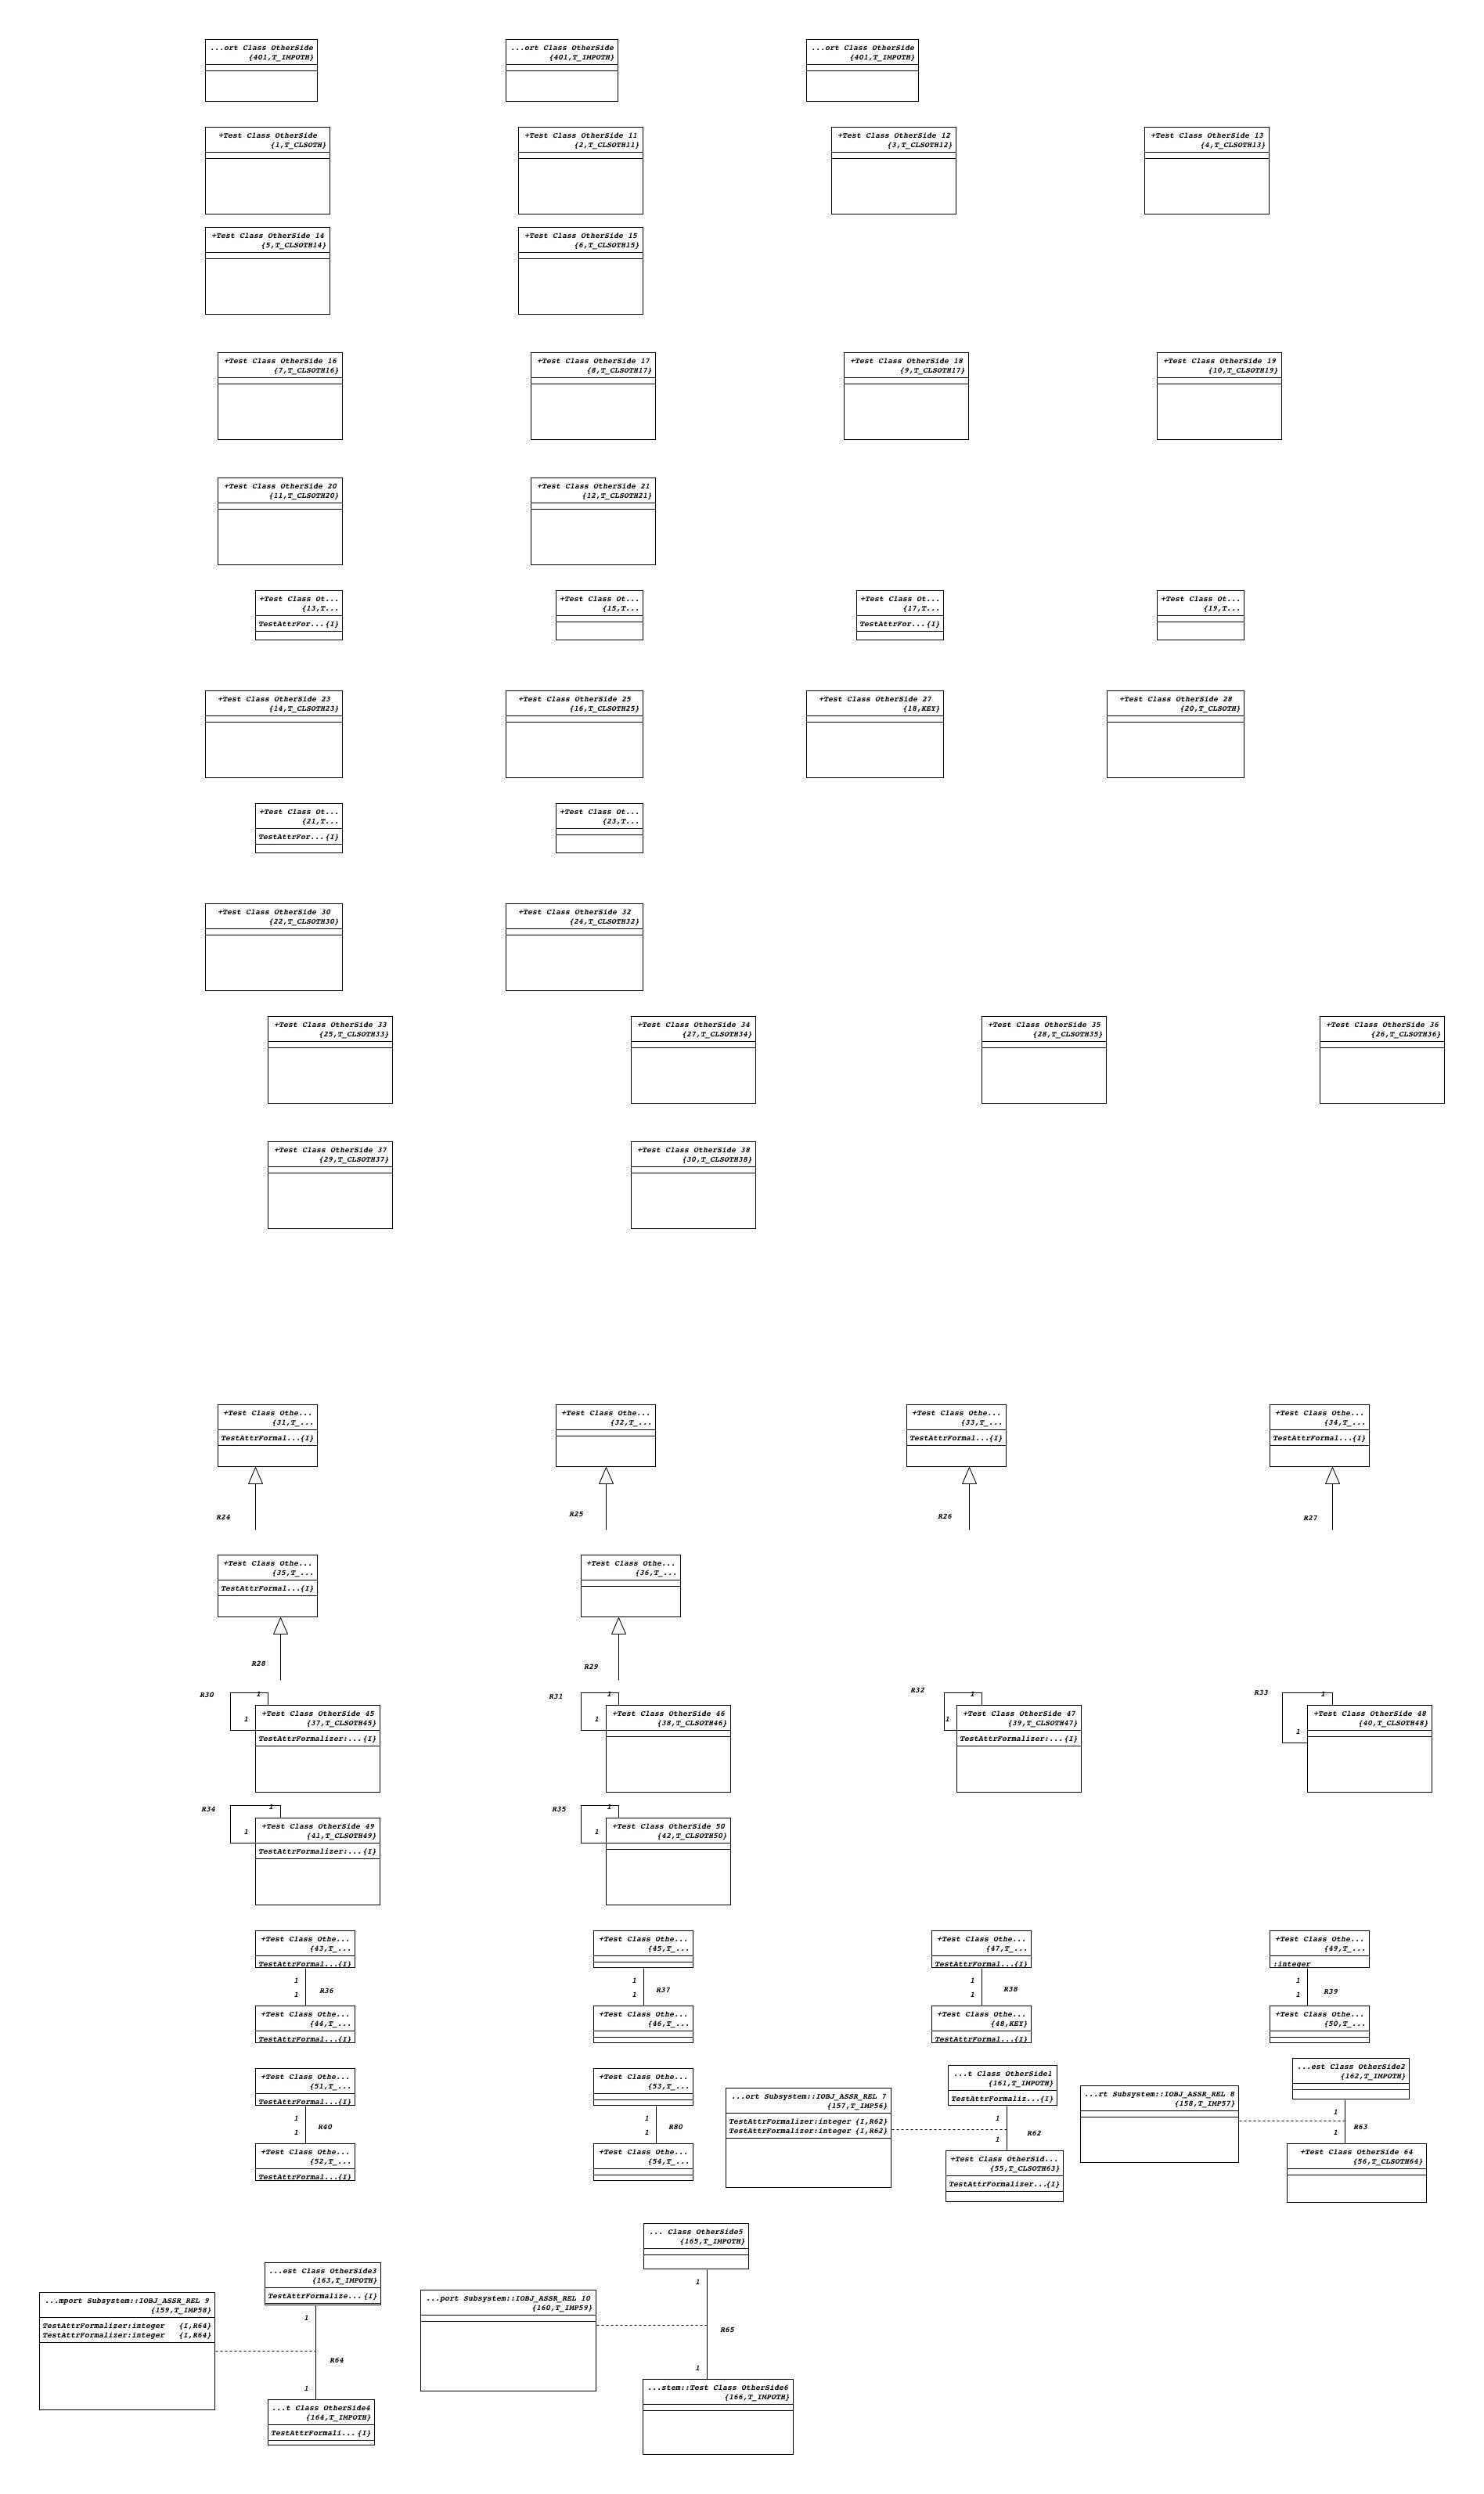 ...ort Class OtherSide
{401,T_IMPOTH}
...ort Class OtherSide
{401,T_IMPOTH}
...ort Class OtherSide
{401,T_IMPOTH}
+Test Class OtherSide
{1,T_CLSOTH}
+Test Class OtherSide 11
{2,T_CLSOTH11}
+Test Class OtherSide 12
{3,T_CLSOTH12}
+Test Class OtherSide 13
{4,T_CLSOTH13}
+Test Class OtherSide 14
{5,T_CLSOTH14}
+Test Class OtherSide 15
{6,T_CLSOTH15}
+Test Class OtherSide 16
{7,T_CLSOTH16}
+Test Class OtherSide 17
{8,T_CLSOTH17}
+Test Class OtherSide 18
{9,T_CLSOTH17}
+Test Class OtherSide 19
{10,T_CLSOTH19}
+Test Class OtherSide 20
{11,T_CLSOTH20}
+Test Class OtherSide 21
{12,T_CLSOTH21}
+Test Class Ot...
{13,T...
TestAttrFor...{I}
+Test Class Ot...
{15,T...
+Test Class Ot...
{17,T...
TestAttrFor...{I}
+Test Class Ot...
{19,T...
+Test Class OtherSide 23
{14,T_CLSOTH23}
+Test Class OtherSide 25
{16,T_CLSOTH25}
+Test Class OtherSide 27
{18,KEY}
+Test Class OtherSide 28
{20,T_CLSOTH}
+Test Class Ot...
{21,T...
TestAttrFor...{I}
+Test Class Ot...
{23,T...
+Test Class OtherSide 30
{22,T_CLSOTH30}
+Test Class OtherSide 32
{24,T_CLSOTH32}
+Test Class OtherSide 33
{25,T_CLSOTH33}
+Test Class OtherSide 34
{27,T_CLSOTH34}
+Test Class OtherSide 35
{28,T_CLSOTH35}
+Test Class OtherSide 36
{26,T_CLSOTH36}
+Test Class OtherSide 37
{29,T_CLSOTH37}
+Test Class OtherSide 38
{30,T_CLSOTH38}
+Test Class Othe...
{31,T_...
TestAttrFormal...{I}
+Test Class Othe...
{32,T_...
+Test Class Othe...
{33,T_...
TestAttrFormal...{I}
+Test Class Othe...
{34,T_...
TestAttrFormal...{I}
R24
R25
R26
R27
+Test Class Othe...
{35,T_...
TestAttrFormal...{I}
+Test Class Othe...
{36,T_...
R28
R29
R30
1
1
+Test Class OtherSide 45
{37,T_CLSOTH45}
TestAttrFormalizer:...{I}
R31
1
1
+Test Class OtherSide 46
{38,T_CLSOTH46}
R32
1
1
+Test Class OtherSide 47
{39,T_CLSOTH47}
TestAttrFormalizer:...{I}
R33
1
1
+Test Class OtherSide 48
{40,T_CLSOTH48}
R34
1
1
+Test Class OtherSide 49
{41,T_CLSOTH49}
TestAttrFormalizer:...{I}
R35
1
1
+Test Class OtherSide 50
{42,T_CLSOTH50}
+Test Class Othe...
{43,T_...
TestAttrFormal...{I}
1
1
R36
+Test Class Othe...
{44,T_...
TestAttrFormal...{I}
+Test Class Othe...
{45,T_...
1
1
R37
+Test Class Othe...
{46,T_...
+Test Class Othe...
{47,T_...
TestAttrFormal...{I}
1
1
R38
+Test Class Othe...
{48,KEY}
TestAttrFormal...{I}
+Test Class Othe...
{49,T_...
:integer
1
1
R39
+Test Class Othe...
{50,T_...
+Test Class Othe...
{51,T_...
TestAttrFormal...{I}
1
1
R40
+Test Class Othe...
{52,T_...
TestAttrFormal...{I}
+Test Class Othe...
{53,T_...
1
1
R80
+Test Class Othe...
{54,T_...
...ort Subsystem::IOBJ_ASSR_REL 7
{157,T_IMP56}
TestAttrFormalizer:integer {I,R62}
TestAttrFormalizer:integer {I,R62}
...t Class OtherSide1
{161,T_IMPOTH}
TestAttrFormaliz...{I}
1
1
R62
+Test Class OtherSid...
{55,T_CLSOTH63}
TestAttrFormalizer...{I}
...rt Subsystem::IOBJ_ASSR_REL 8
{158,T_IMP57}
...est Class OtherSide2
{162,T_IMPOTH}
1
1
R63
+Test Class OtherSide 64
{56,T_CLSOTH64}
...mport Subsystem::IOBJ_ASSR_REL 9
{159,T_IMP58}
TestAttrFormalizer:integer {I,R64}
TestAttrFormalizer:integer {I,R64}
...est Class OtherSide3
{163,T_IMPOTH}
TestAttrFormalize...{I}
1
R64
1
...t Class OtherSide4
{164,T_IMPOTH}
TestAttrFormali...{I}
...port Subsystem::IOBJ_ASSR_REL 10
{160,T_IMP59}
... Class OtherSide5
{165,T_IMPOTH}
1
R65
1
...stem::Test Class OtherSide6
{166,T_IMPOTH}